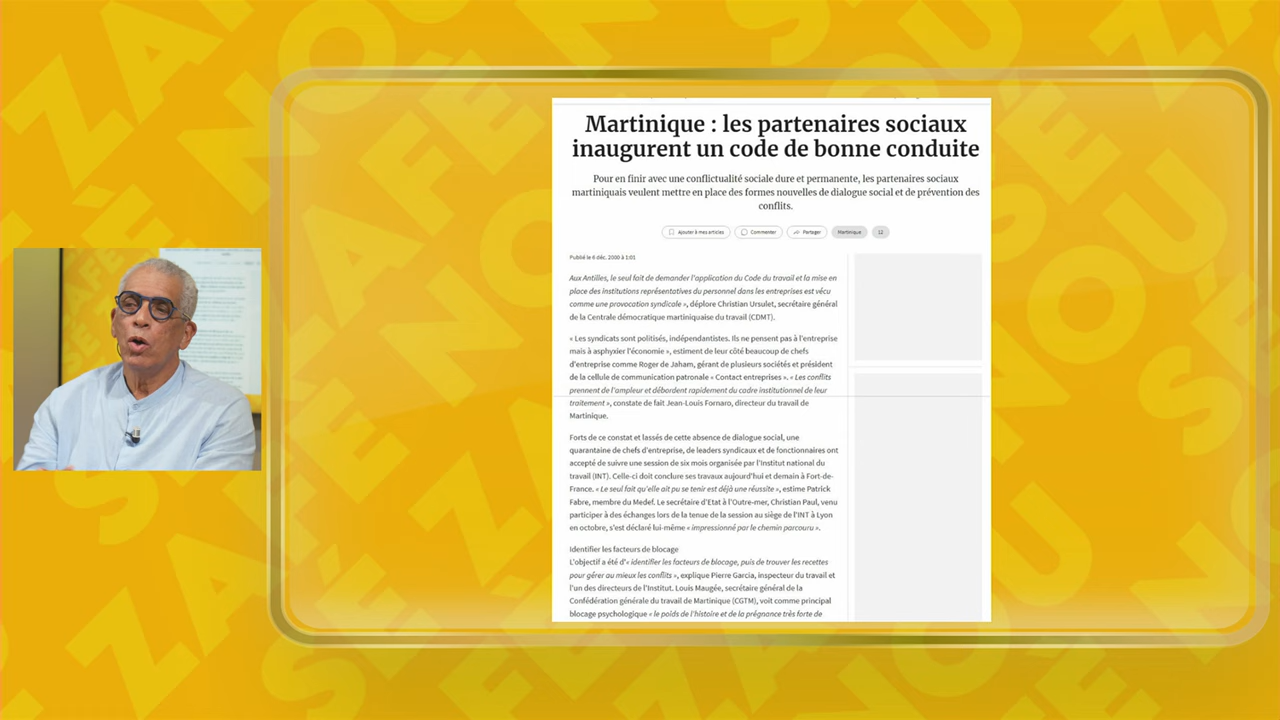 Martinique : les partenaires sociaux
inaugurent un code de bonne conduite
Pour en finir avec une conflictualité sociale dure et permanente, les partenaires sociaux
martiniquais veulent mettre en place des formes nouvelles de dialogue social et de prévention des
conflits.
Ajouter à mes articles Commenter Partager Martinique 12
Publié le 6 déc. 2000 à 1:01
Aux Antilles, le seul fait de demander l'application du Code du travail et la mise en
place des institutions représentatives du personnel dans les entreprises est vécu
comme une provocation syndicale », déplore Christian Ursulet, secrétaire général
de la Centrale démocratique martiniquaise du travail (CDMT).
« Les syndicats sont politisés, indépendantistes. Ils ne pensent pas à l'entreprise
mais à asphyxier l'économie », estiment de leur côté beaucoup de chefs
d'entreprise comme Roger de Jaham, gérant de plusieurs sociétés et président
de la cellule de communication patronale « Contact entreprises ». « Les conflits
prennent de l'ampleur et débordent rapidement du cadre institutionnel de leur
traitement », constate de fait Jean-Louis Fornaro, directeur du travail de
Martinique.
Forts de ce constat et lassés de cette absence de dialogue social, une
quarantaine de chefs d'entreprise, de leaders syndicaux et de fonctionnaires ont
accepté de suivre une session de six mois organisée par l'Institut national du
travail (INT). Celle-ci doit conclure ses travaux aujourd'hui et demain à Fort-de-
France. « Le seul fait qu'elle ait pu se tenir est déjà une réussite », estime Patrick
Fabre, membre du Medef. Le secrétaire d'Etat à l'Outre-mer, Christian Paul, venu
participer à des échanges lors de la tenue de la session au siège de l'INT à Lyon
en octobre, s'est déclaré lui-même « impressionné par le chemin parcouru ».
Identifier les facteurs de blocage
L'objectif a été d'« identifier les facteurs de blocage, puis de trouver les recettes
pour gérer au mieux les conflits », explique Pierre Garcia, inspecteur du travail et
l'un des directeurs de l'Institut. Louis Maugée, secrétaire général de la
Confédération générale du travail de Martinique (CGTM), voit comme principal
blocage psychologique « le poids de l'histoire et de la prégnance très forte de